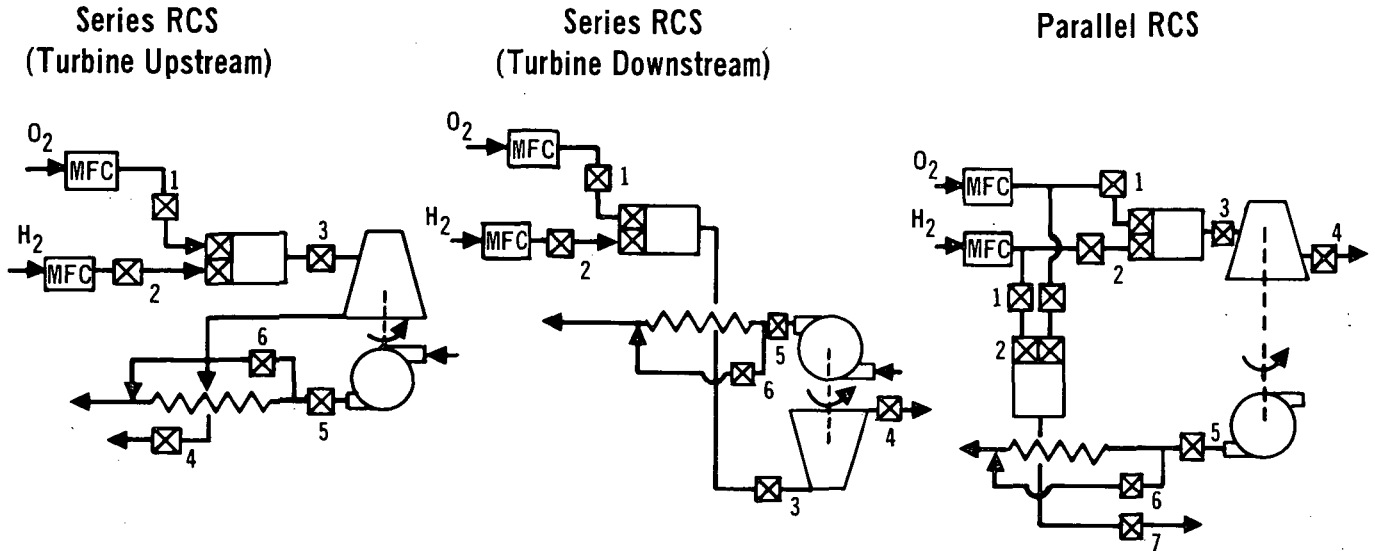 Series RCS
(Turbine Upstream)
O2
MFC
1
H2
MFC
2
3
6
5
4
Series RCS
(Turbine Downstream)
O2
MFC
1
H2
MFC
2
5
6
4
3
Parallel RCS
O2
MFC
1
H2
MFC
2
3
4
1
2
5
6
7